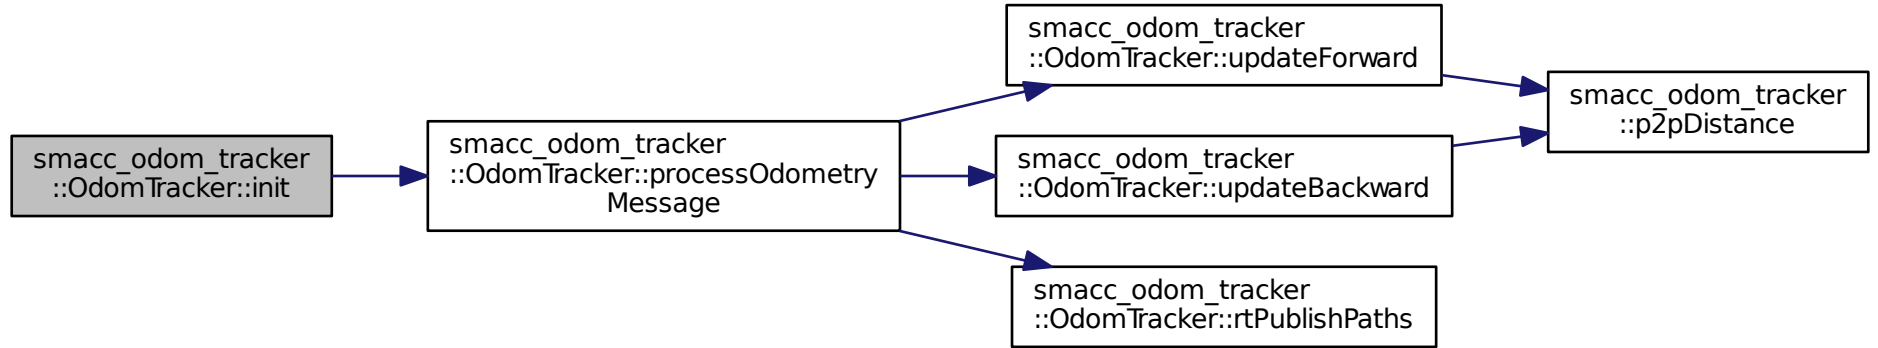 smacc_odom_tracker
::OdomTracker::init
smacc_odom_tracker
::OdomTracker::processOdometry
Message
smacc_odom_tracker
::OdomTracker::updateForward
smacc_odom_tracker
::OdomTracker::updateBackward
smacc_odom_tracker
::OdomTracker::rtPublishPaths
smacc_odom_tracker
::p2pDistance